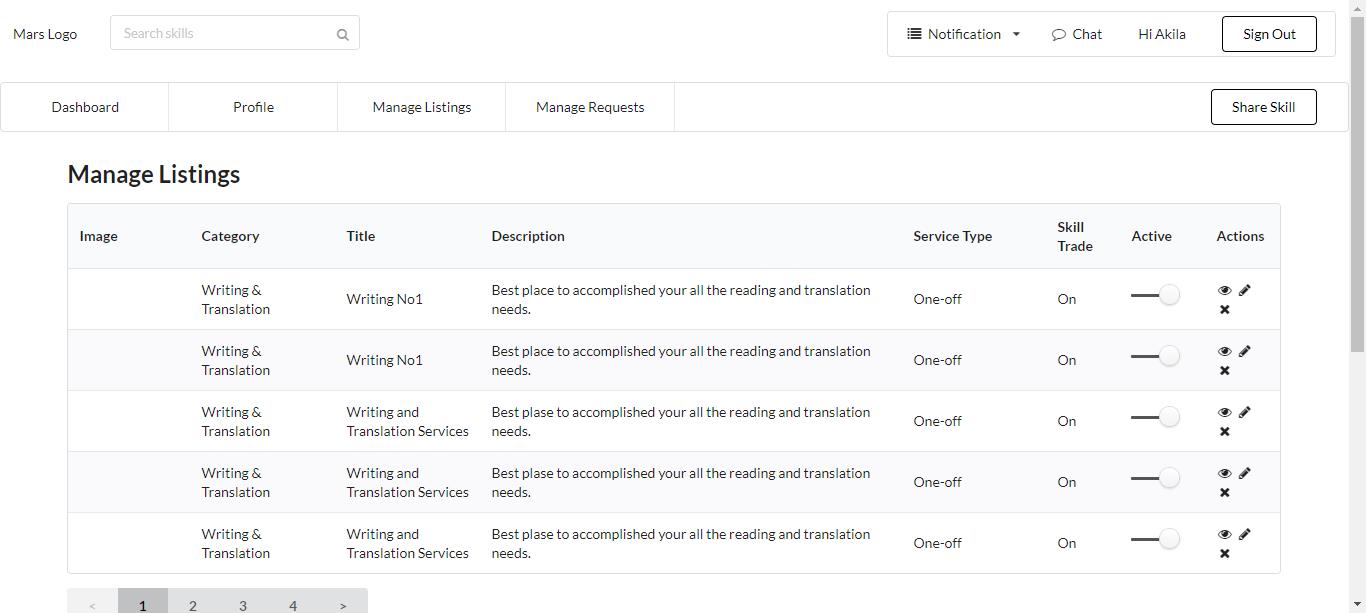 Mars Logo
Search skills
Notification
Chat
Hi Akila
Sign Out
Dashboard
Profile
Manage Listings
Manage Requests
Share Skill
Manage Listings
Image
Category
Title
Description
Service Type
Skill
Trade
Active
Actions
Writing &
Translation
Writing No1
Best place to accomplished your all the reading and translation
needs.
One-off
On
Writing &
Translation
Writing No1
Best place to accomplished your all the reading and translation
needs.
One-off
On
Writing &
Translation
Writing and
Translation Services
Best plase to accomplished your all the reading and translation
needs.
One-off
On
Writing &
Translation
Writing and
Translation Services
Best plase to accomplished your all the reading and translation
needs.
One-off
On
Writing &
Translation
Writing and
Translation Services
Best plase to accomplished your all the reading and translation
needs.
One-off
On
< 1 2 3 4 >